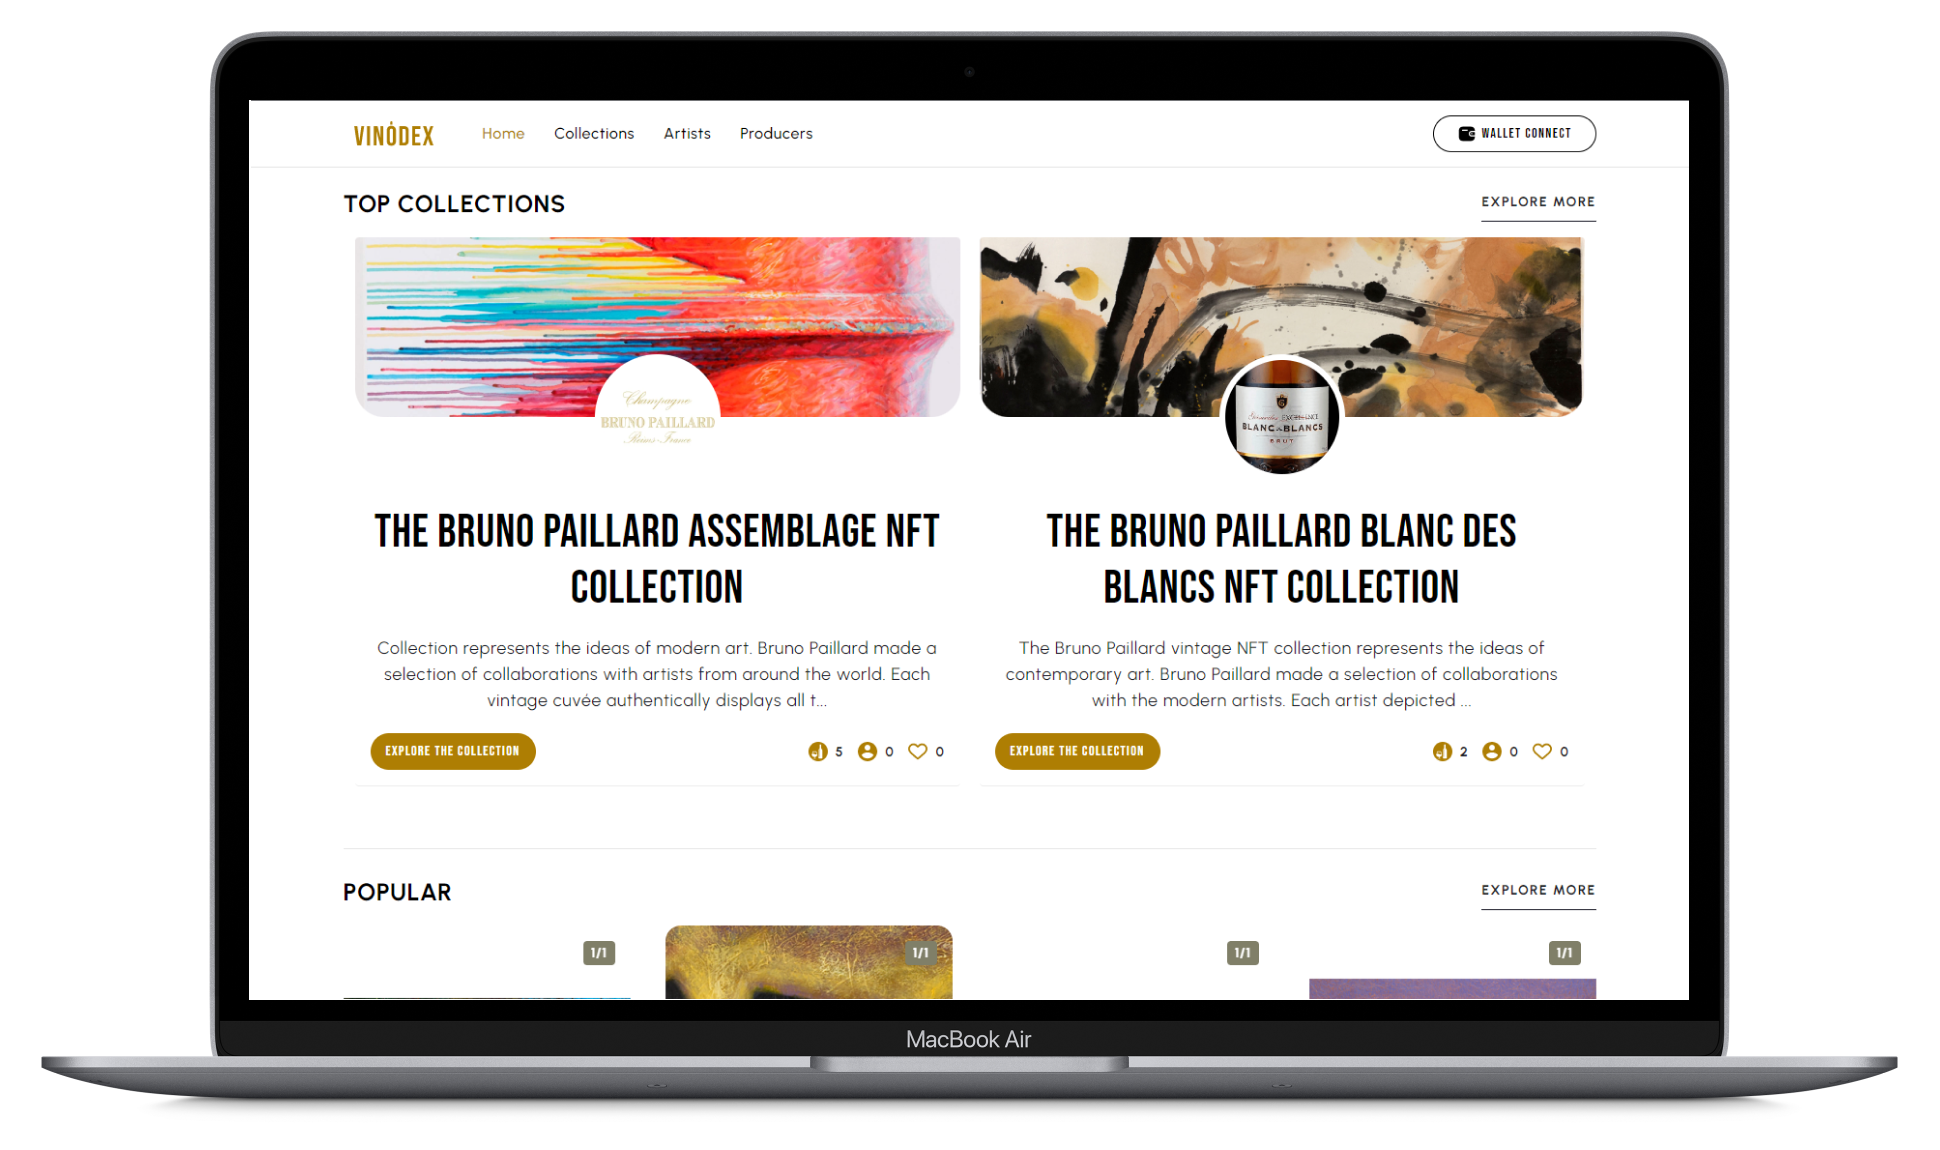 VINÓDEX
Home Collections Artists Producers
WALLET CONNECT
TOP COLLECTIONS
EXPLORE MORE
Champagne
BRUNO PAILLARD
Reims - France
EXCELLENCE
BLANC de BLANCS
BRUT
THE BRUNO PAILLARD ASSEMBLAGE NFT
COLLECTION
Collection represents the ideas of modern art. Bruno Paillard made a
selection of collaborations with artists from around the world. Each
vintage cuvée authentically displays all t...
EXPLORE THE COLLECTION
5 0 0
THE BRUNO PAILLARD BLANC DES
BLANCS NFT COLLECTION
The Bruno Paillard vintage NFT collection represents the ideas of
contemporary art. Bruno Paillard made a selection of collaborations
with the modern artists. Each artist depicted ...
EXPLORE THE COLLECTION
2 0 0
POPULAR
EXPLORE MORE
1/1
1/1
1/1
1/1
MacBook Air